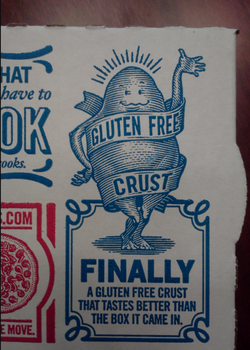 HAT
have to
OK
ooks.
.COM
E MOVE.
GLUTEN FREE
CRUST
FINALLY
A GLUTEN FREE CRUST
THAT TASTES BETTER THAN
THE BOX IT CAME IN.